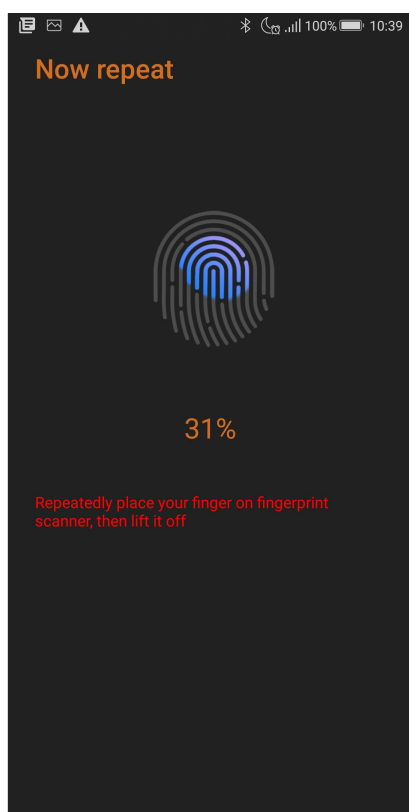 100% 10:39
Now repeat
31%
Repeatedly place your finger on fingerprint
scanner, then lift it off